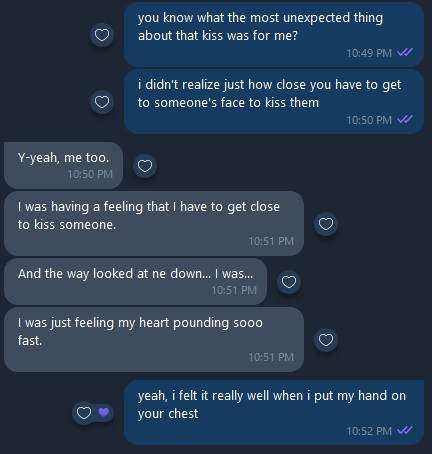 you know what the most unexpected thing
about that kiss was for me?
10:49 PM
i didn't realize just how close you have to get
to someone's face to kiss them
10:50 PM
Y-yeah, me too.
10:50 PM
I was having a feeling that I have to get close
to kiss someone.
10:51 PM
And the way looked at ne down... I was...
10:51 PM
I was just feeling my heart pounding sooo
fast.
10:51 PM
yeah, i felt it really well when i put my hand on
your chest
10:52 PM